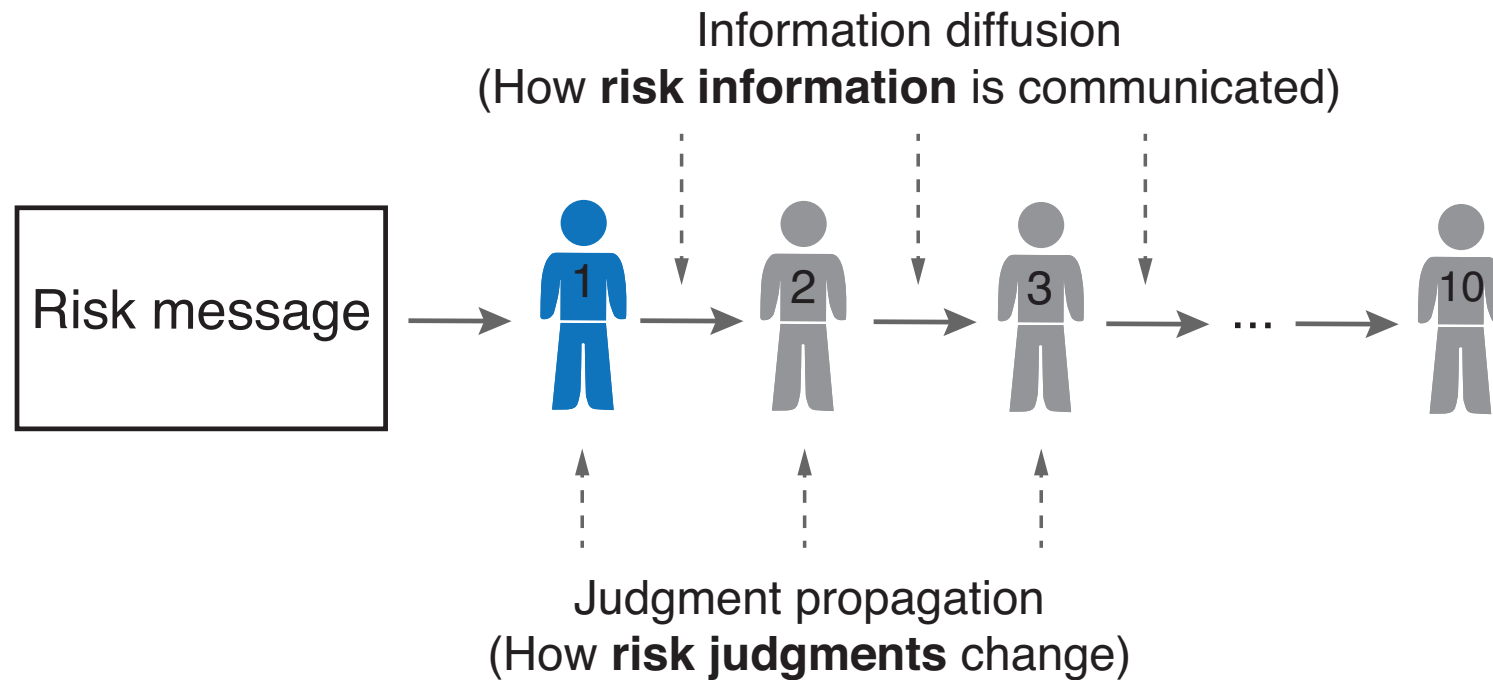 Information diffusion
(How risk information is communicated)
Risk message
1
2
3
...
10
Judgment propagation
(How risk judgments change)